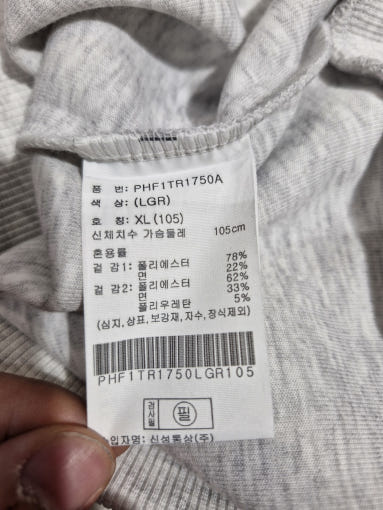 품 번: PHF1TR1750A
색 상: (LGR)
호 칭: XL (105)
신체치수 가슴둘레 105cm
혼용률
겉 감1: 폴리에스터 78%
면 22%
겉 감2: 폴리에스터 62%
면 33%
폴리우레탄 5%
(심지,상표,보강재,자수,장식제외)
PHF1TR1750LGR105
검사필 필
입자명: 신성통상(주)